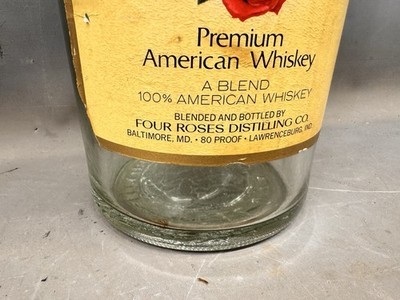 Premium
American Whiskey
A BLEND
100% AMERICAN WHISKEY
BLENDED AND BOTTLED BY
FOUR ROSES DISTILLING CO.
BALTIMORE, MD. • 80 PROOF • LAWRENCEBURG, IND.